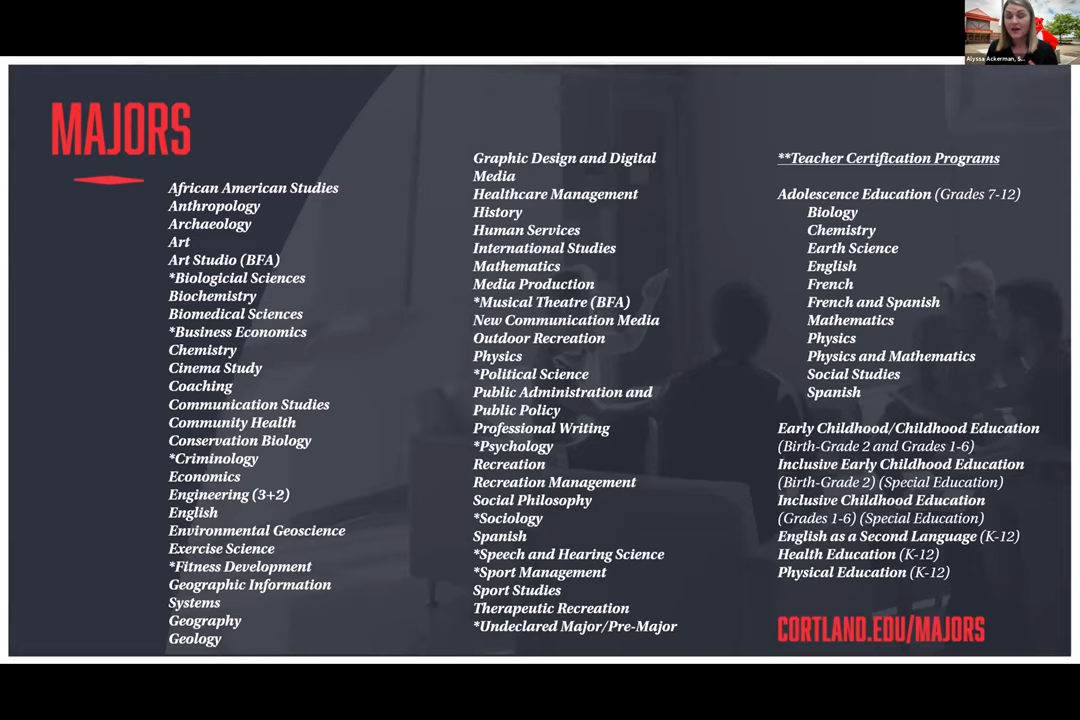 Alyssa Ackerman, S...
MAJORS
African American Studies
Anthropology
Archaeology
Art
Art Studio (BFA)
*Biologicial Sciences
Biochemistry
Biomedical Sciences
*Business Economics
Chemistry
Cinema Study
Coaching
Communication Studies
Community Health
Conservation Biology
*Criminology
Economics
Engineering (3+2)
English
Environmental Geoscience
Exercise Science
*Fitness Development
Geographic Information
Systems
Geography
Geology
Graphic Design and Digital
Media
Healthcare Management
History
Human Services
International Studies
Mathematics
Media Production
*Musical Theatre (BFA)
New Communication Media
Outdoor Recreation
Physics
*Political Science
Public Administration and
Public Policy
Professional Writing
*Psychology
Recreation
Recreation Management
Social Philosophy
*Sociology
Spanish
*Speech and Hearing Science
*Sport Management
Sport Studies
Therapeutic Recreation
*Undeclared Major/Pre-Major
**Teacher Certification Programs
Adolescence Education (Grades 7-12)
Biology
Chemistry
Earth Science
English
French
French and Spanish
Mathematics
Physics
Physics and Mathematics
Social Studies
Spanish
Early Childhood/Childhood Education
(Birth-Grade 2 and Grades 1-6)
Inclusive Early Childhood Education
(Birth-Grade 2) (Special Education)
Inclusive Childhood Education
(Grades 1-6) (Special Education)
English as a Second Language (K-12)
Health Education (K-12)
Physical Education (K-12)
CORTLAND.EDU/MAJORS